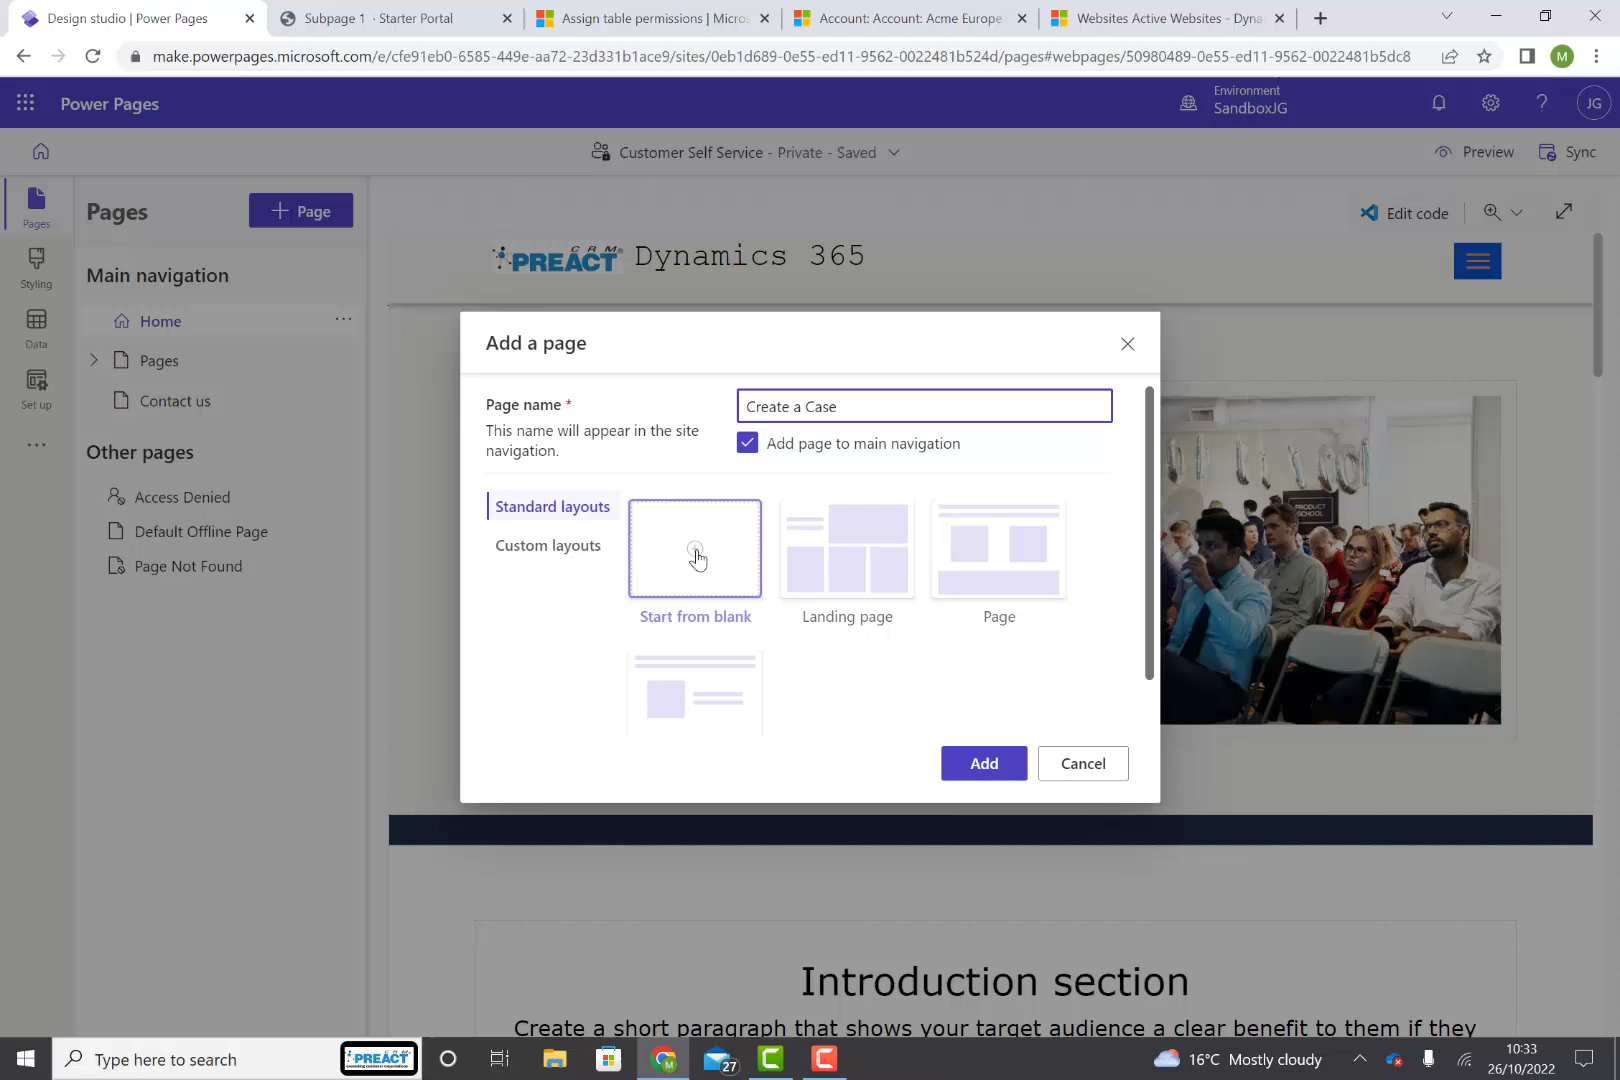 Design studio | Power Pages
Subpage 1 · Starter Portal
Assign table permissions | Micros
Account: Account: Acme Europe
Websites Active Websites - Dyna
make.powerpages.microsoft.com/e/cfe91eb0-6585-449e-aa72-23d331b1ace9/sites/0eb1d689-0e55-ed11-9562-0022481b524d/pages#webpages/50980489-0e55-ed11-9562-0022481b5dc8
M
Power Pages
Environment
SandboxJG
JG
Customer Self Service - Private - Saved
Preview
Sync
Pages
Styling
Data
Set up
Pages
Page
Main navigation
Home
Pages
Contact us
Other pages
Access Denied
Default Offline Page
Page Not Found
Edit code
CRM
PREACT
Dynamics 365
Add a page
Page name *
This name will appear in the site
navigation.
Create a Case
Add page to main navigation
Standard layouts
Custom layouts
Start from blank
Landing page
Page
Add
Cancel
PRODUCT
SCHOOL
Introduction section
Create a short paragraph that shows your target audience a clear benefit to them if they
Type here to search
PREACT
27
16°C Mostly cloudy
10:33
26/10/2022